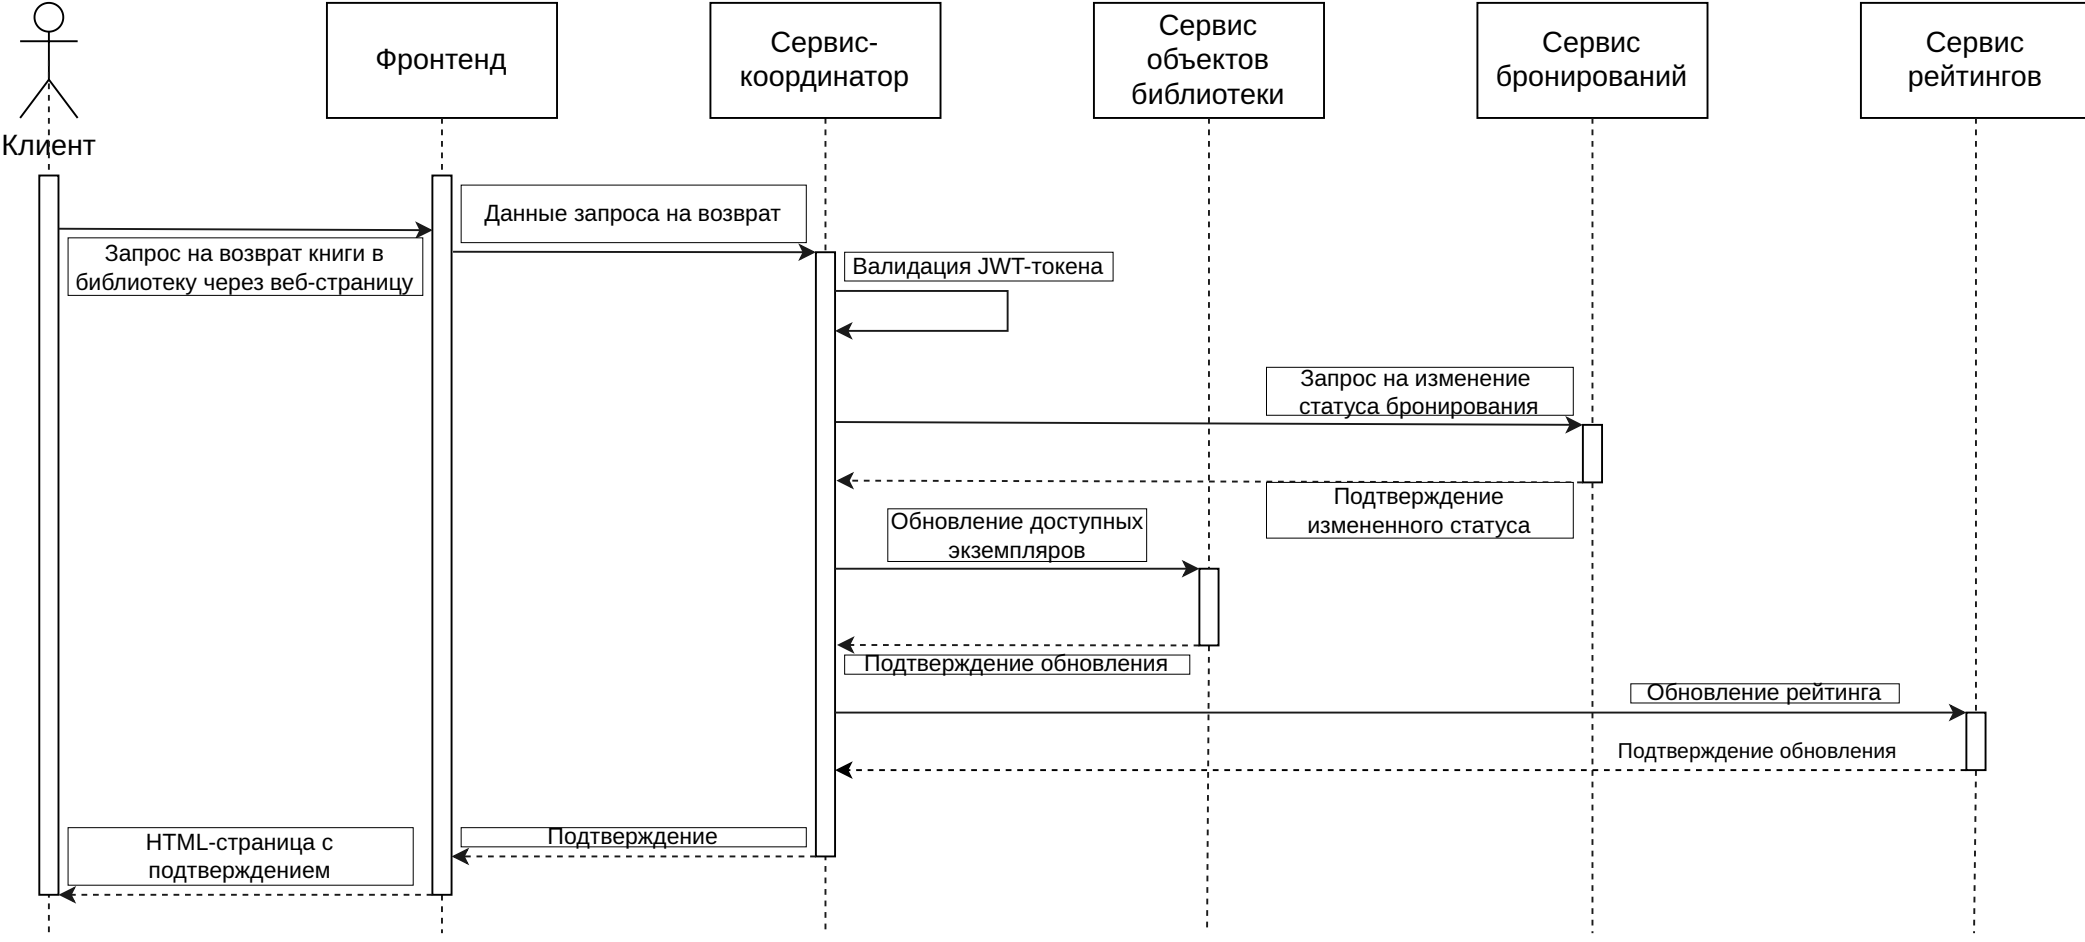 Клиент
Фронтенд
Сервис-
координатор
Сервис
объектов
библиотеки
Сервис
бронирований
Сервис
рейтингов
Данные запроса на возврат
Запрос на возврат книги в
библиотеку через веб-страницу
Валидация JWT-токена
Запрос на изменение
статуса бронирования
Подтверждение
измененного статуса
Обновление доступных
экземпляров
Подтверждение обновления
Обновление рейтинга
Подтверждение обновления
Подтверждение
HTML-страница с
подтверждением